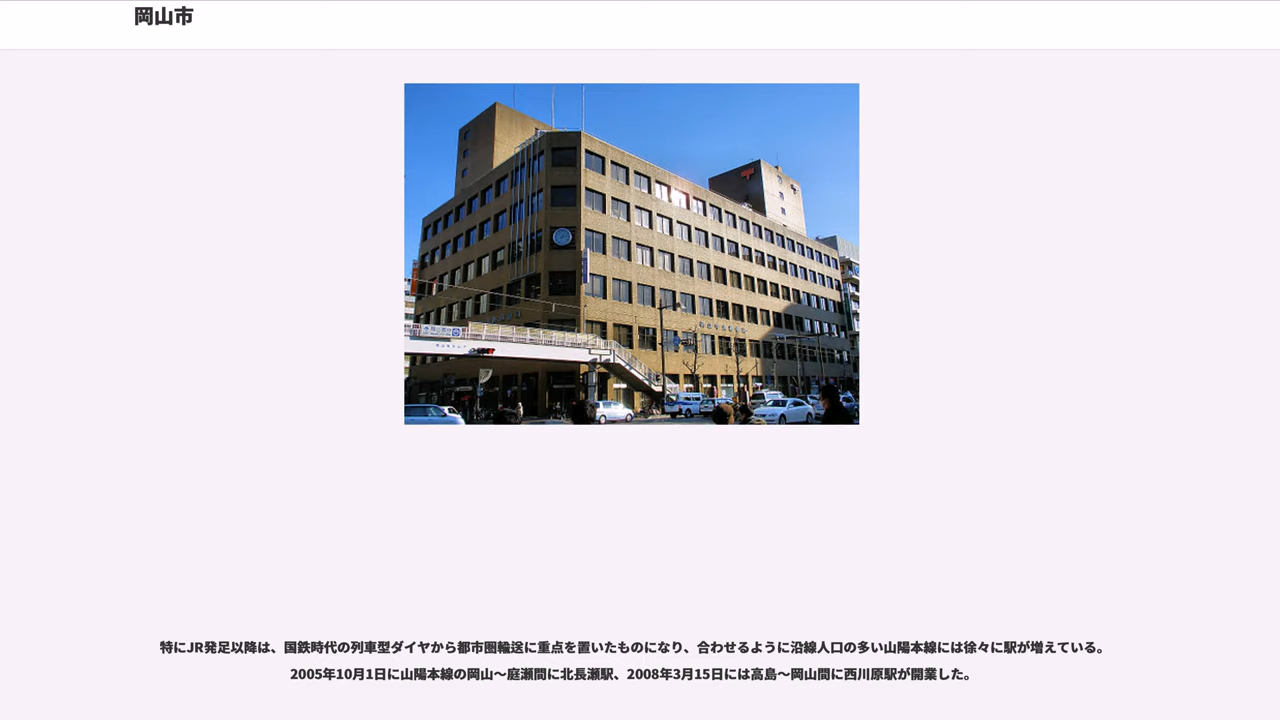 岡山市
特にJR発足以降は、国鉄時代の列車型ダイヤから都市圏輸送に重点を置いたものになり、合わせるように沿線人口の多い山陽本線には徐々に駅が増えている。
2005年10月1日に山陽本線の岡山〜庭瀬間に北長瀬駅、2008年3月15日には高島〜岡山間に西川原駅が開業した。